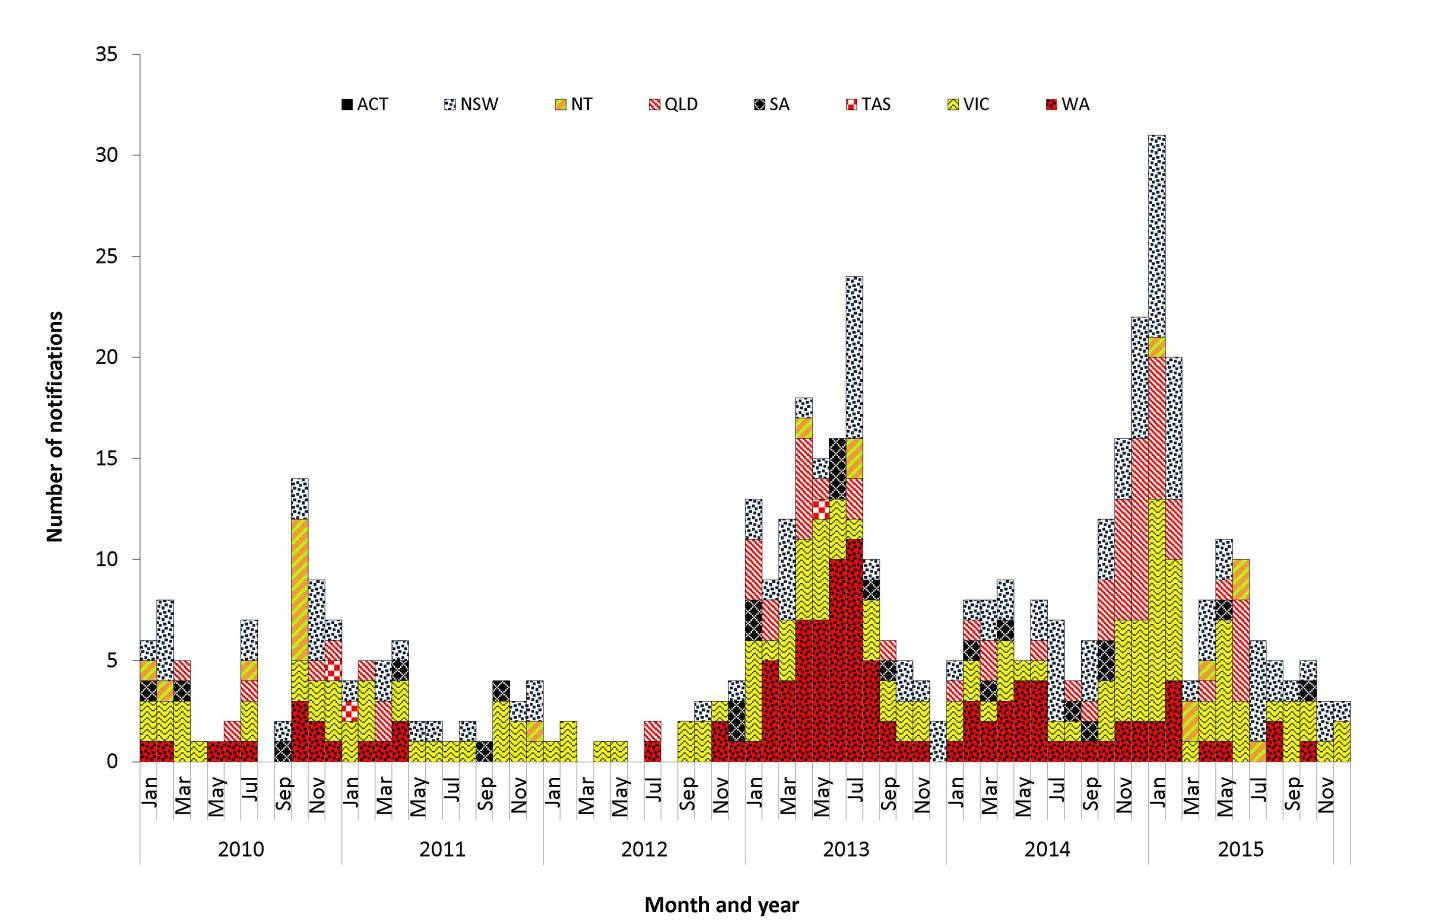 35
30
25
20
15
10
5
0
Number of notifications
ACT NSW NT QLD SA TAS VIC WA
Jan Mar May Jul Sep Nov Jan Mar May Jul Sep Nov Jan Mar May Jul Sep Nov Jan Mar May Jul Sep Nov Jan Mar May Jul Sep Nov Jan Mar May Jul Sep Nov
2010 2011 2012 2013 2014 2015
Month and year